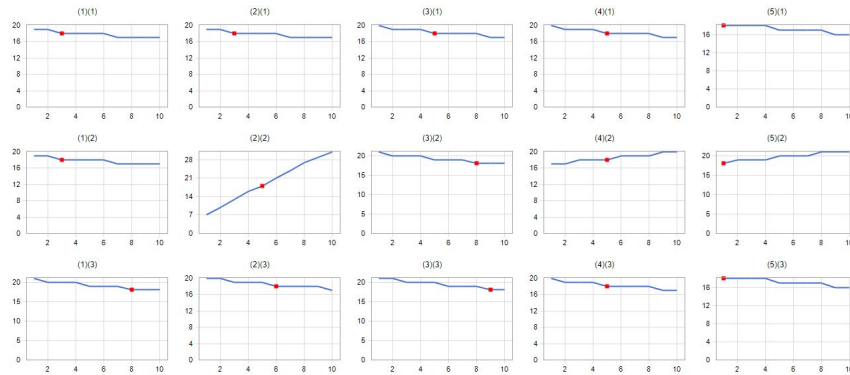 (1)(1) (2)(1) (3)(1) (4)(1) (5)(1)
20 20 20 20
16 16 16 16 16
12 12 12 12 12
8 8 8 8 8
4 4 4 4 4
0 0 0 0 0
2 4 6 8 10 2 4 6 8 10 2 4 6 8 10 2 4 6 8 10 2 4 6 8 10
(1)(2) (2)(2) (3)(2) (4)(2) (5)(2)
20 28 20 20 20
16 21 15 16 15
12 14 10 12 10
8 7 5 8 5
4 0 0 4 0
0 0
2 4 6 8 10 2 4 6 8 10 2 4 6 8 10 2 4 6 8 10 2 4 6 8 10
(1)(3) (2)(3) (3)(3) (4)(3) (5)(3)
20 20 20 20
15 16 15 16 16
10 12 10 12 12
5 8 5 8 8
0 4 0 4 4
0 0 0
2 4 6 8 10 2 4 6 8 10 2 4 6 8 10 2 4 6 8 10 2 4 6 8 10